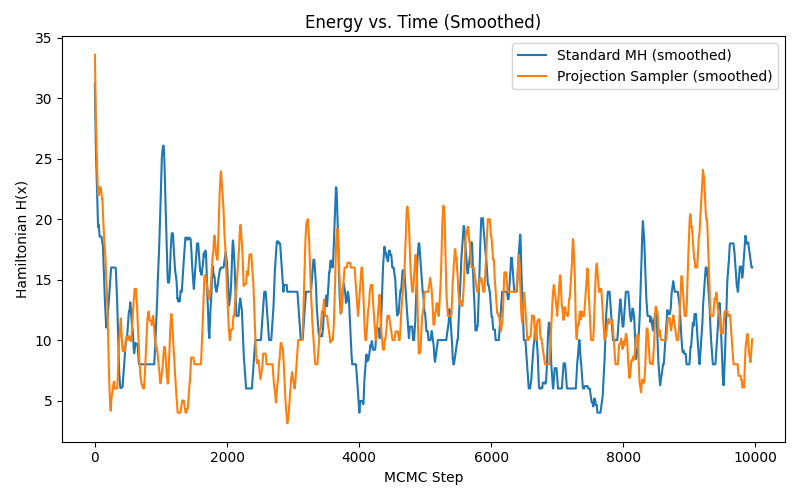 Energy vs. Time (Smoothed)
Standard MH (smoothed)
Projection Sampler (smoothed)
Hamiltonian H(x)
35
30
25
20
15
10
5
0
2000
4000
6000
8000
10000
MCMC Step